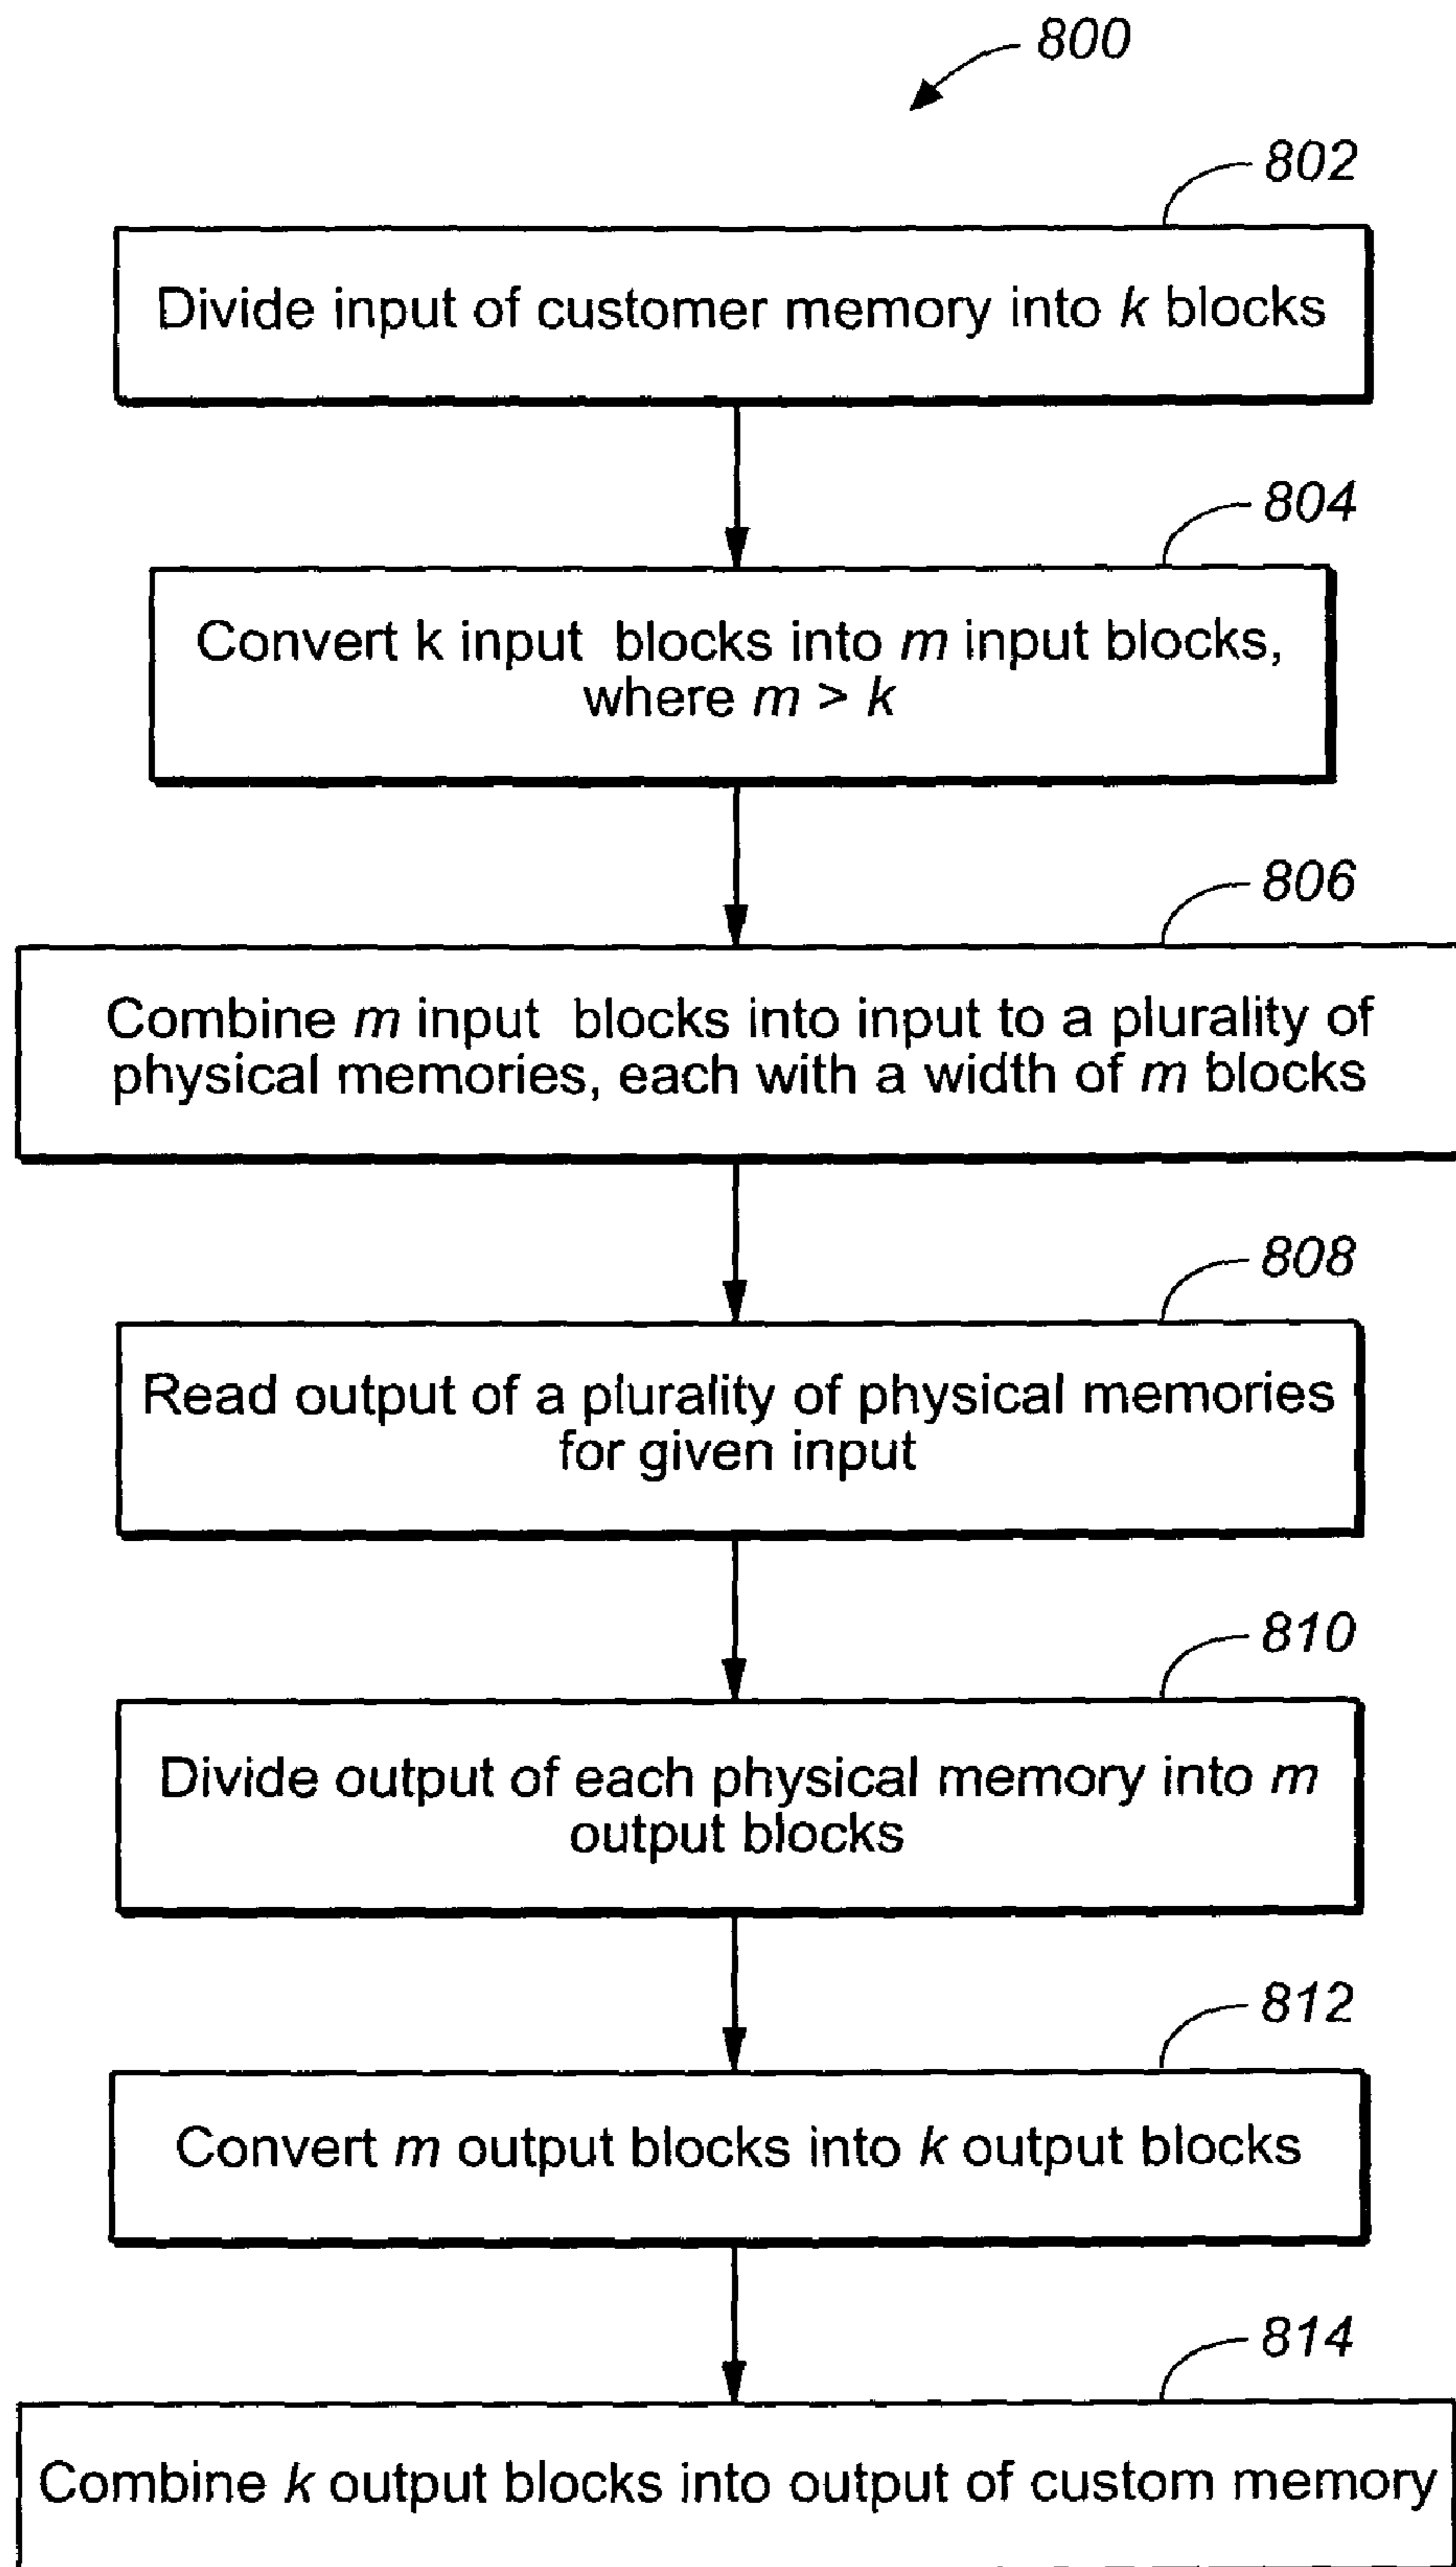 800
802
Divide input of customer memory into k blocks
804
Convert k input blocks into m input blocks,
where m > k
806
Combine m input blocks into input to a plurality of
physical memories, each with a width of m blocks
808
Read output of a plurality of physical memories
for given input
810
Divide output of each physical memory into m
output blocks
812
Convert m output blocks into k output blocks
814
Combine k output blocks into output of custom memory